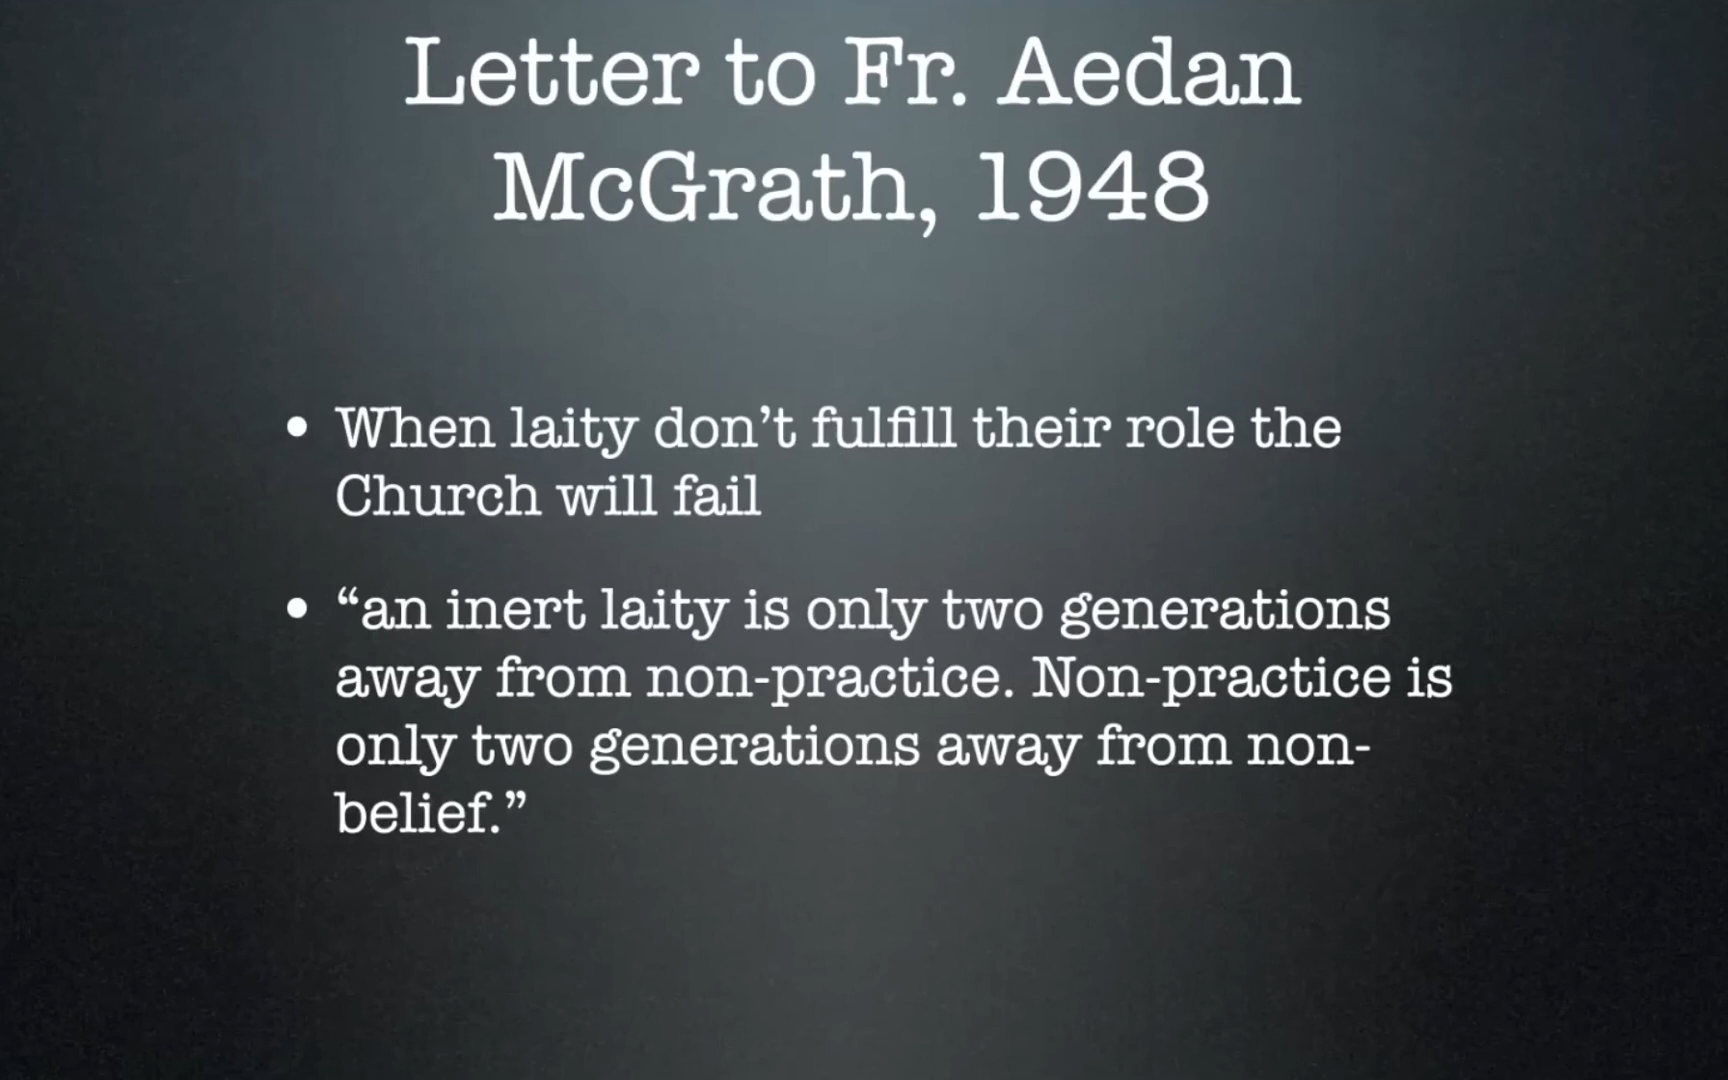 Letter to Fr. Aedan
McGrath, 1948
• When laity don’t fulfill their role the
Church will fail
• “an inert laity is only two generations
away from non-practice. Non-practice is
only two generations away from non-
belief.”